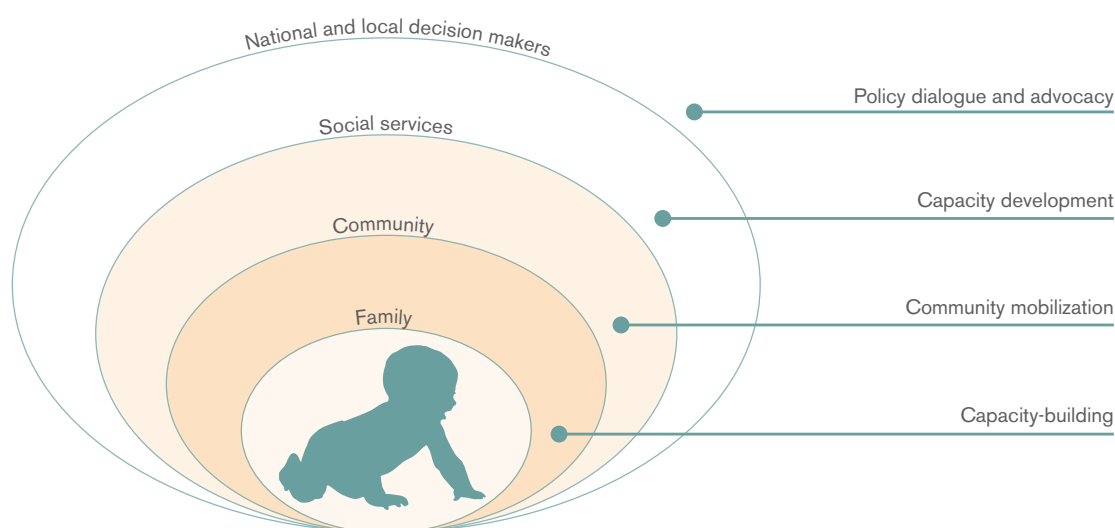 National and local decision makers
Policy dialogue and advocacy
Social services
Capacity development
Community
Community mobilization
Family
Capacity-building